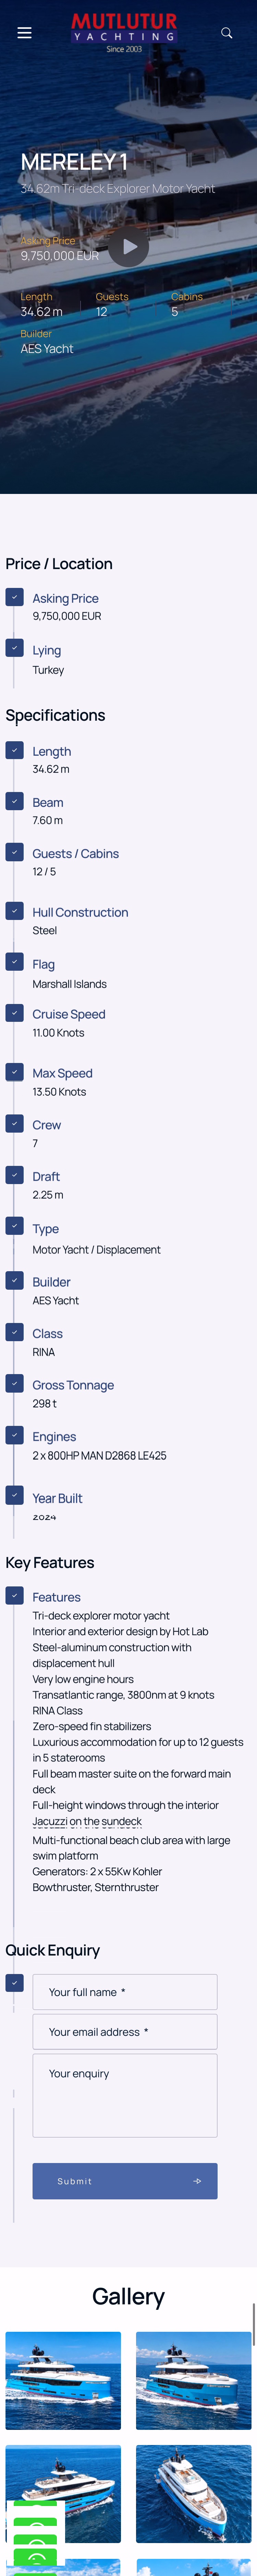 MUTLUTUR
YACHTING
Since 2003
MERELEY 1
34.62m Tri-deck Explorer Motor Yacht
Asking Price
9,750,000 EUR
Length Guests Cabins
34.62 m 12 5
Builder
AES Yacht
Price / Location
Asking Price
9,750,000 EUR
Lying
Turkey
Specifications
Length
34.62 m
Beam
7.60 m
Guests / Cabins
12 / 5
Hull Construction
Steel
Flag
Marshall Islands
Cruise Speed
11.00 Knots
Max Speed
13.50 Knots
Crew
7
Draft
2.25 m
Type
Motor Yacht / Displacement
Builder
AES Yacht
Class
RINA
Gross Tonnage
298 t
Engines
2 x 800HP MAN D2868 LE425
Year Built
2024
Key Features
Features
Tri-deck explorer motor yacht
Interior and exterior design by Hot Lab
Steel-aluminum construction with
displacement hull
Very low engine hours
Transatlantic range, 3800nm at 9 knots
RINA Class
Zero-speed fin stabilizers
Luxurious accommodation for up to 12 guests
in 5 staterooms
Full beam master suite on the forward main
deck
Full-height windows through the interior
Jacuzzi on the sundeck
Multi-functional beach club area with large
swim platform
Generators: 2 x 55Kw Kohler
Bowthruster, Sternthruster
Quick Enquiry
Your full name *
Your email address *
Your enquiry
Submit
Gallery